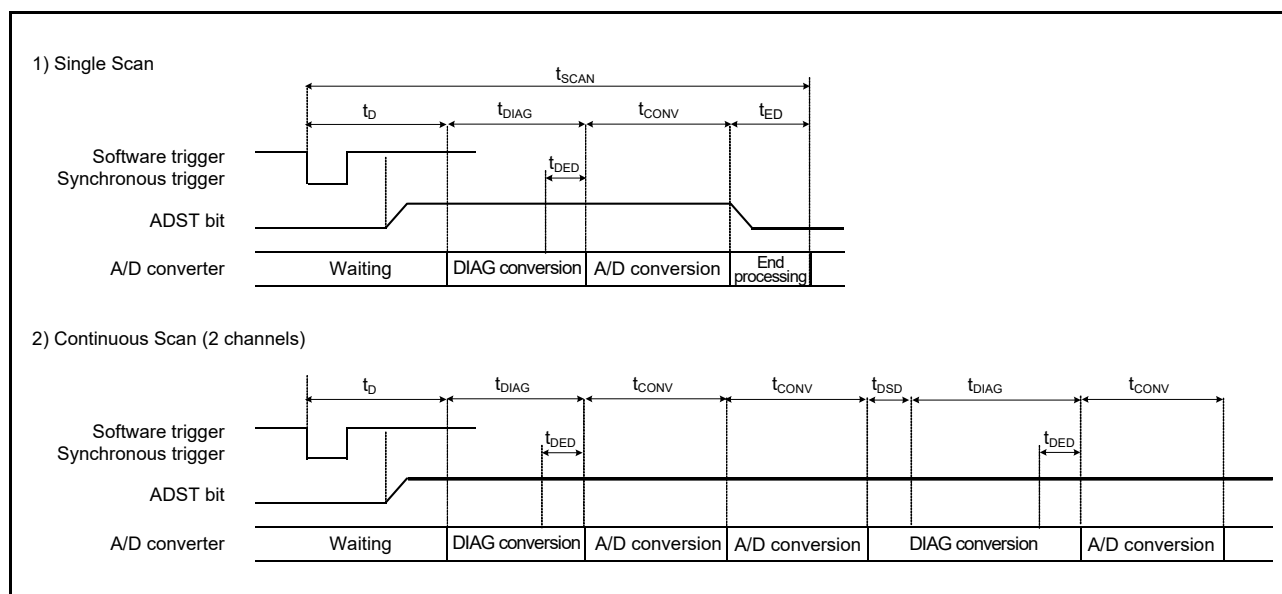 1) Single Scan
tSCAN
tD tDIAG tCONV tED
Software trigger
Synchronous trigger
tDED
ADST bit
A/D converter Waiting DIAG conversion A/D conversion End processing
2) Continuous Scan (2 channels)
tD tDIAG tCONV tCONV tDSD tDIAG tCONV
Software trigger
Synchronous trigger
tDED tDED
ADST bit
A/D converter Waiting DIAG conversion A/D conversion A/D conversion DIAG conversion A/D conversion